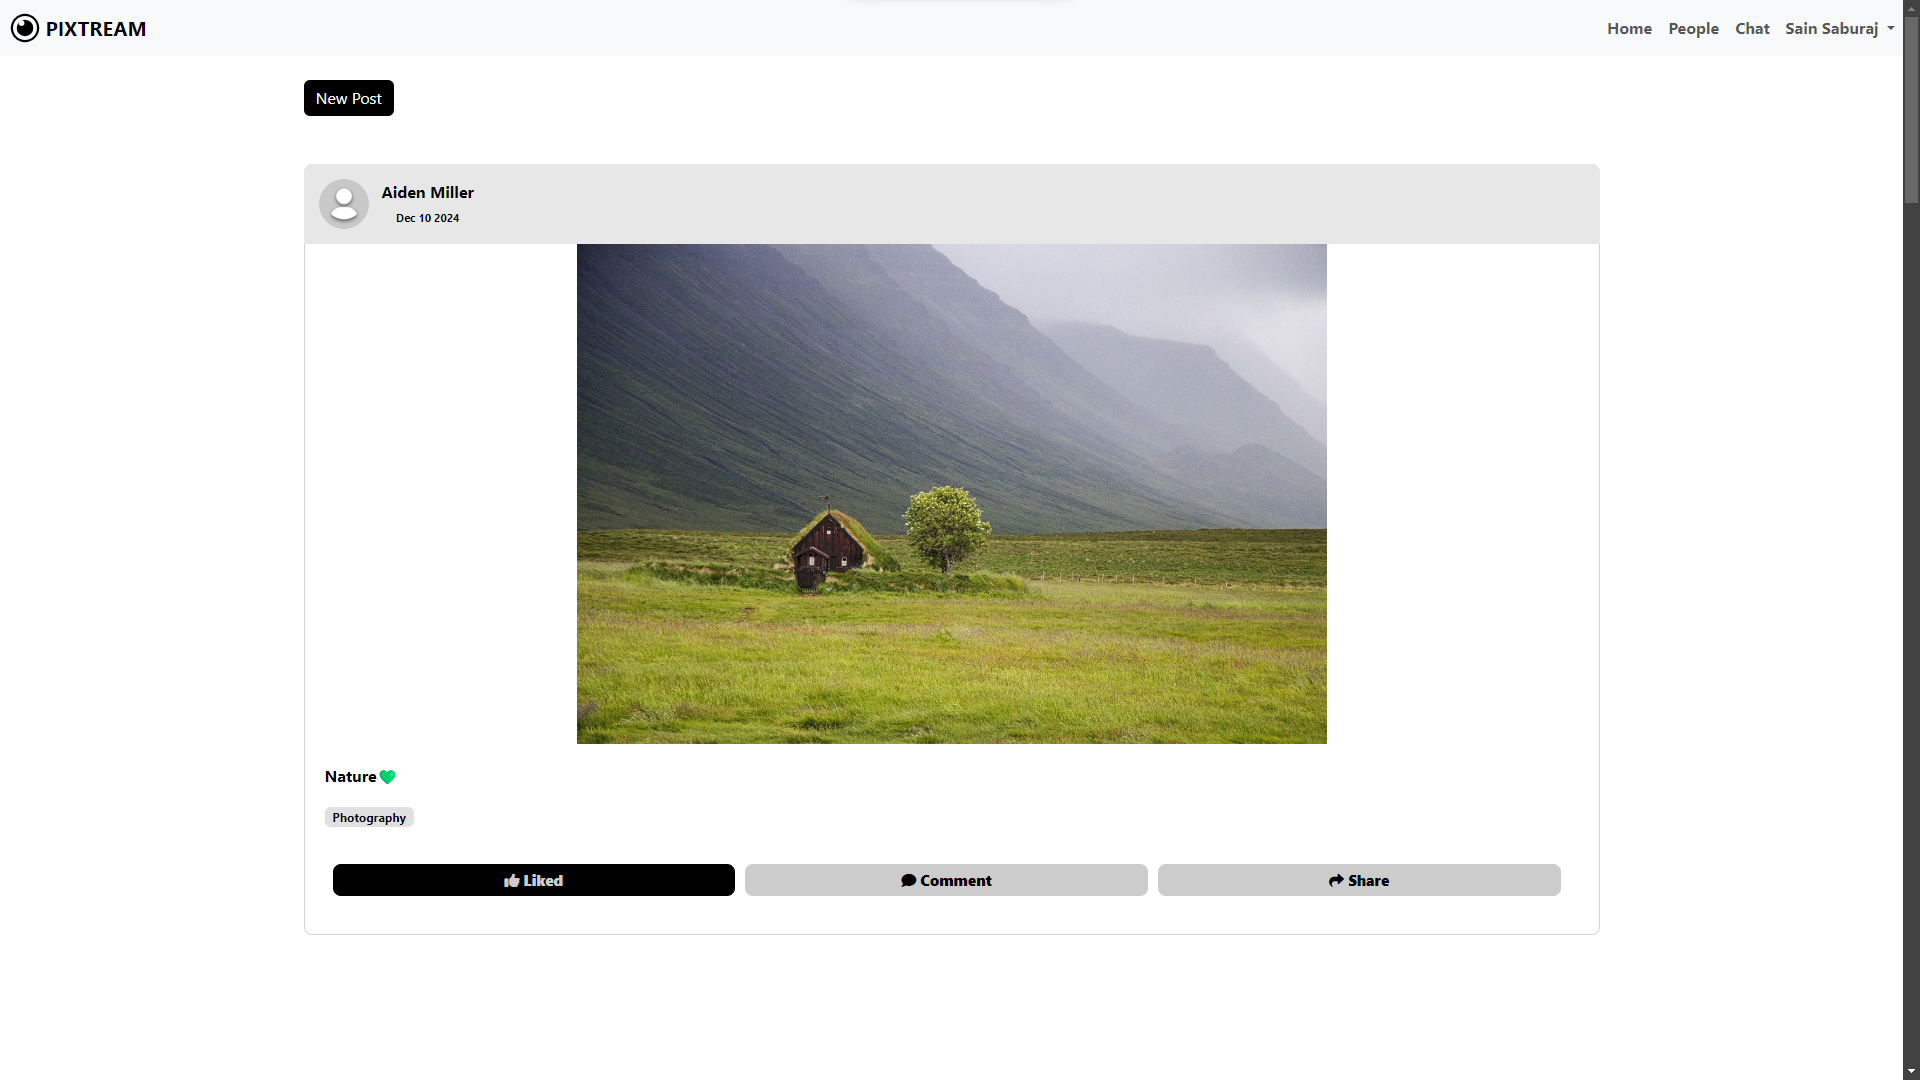 PIXTREAM
Home People Chat Sain Saburaj
New Post
Aiden Miller
Dec 10 2024
Nature💚
Photography
Liked Comment Share